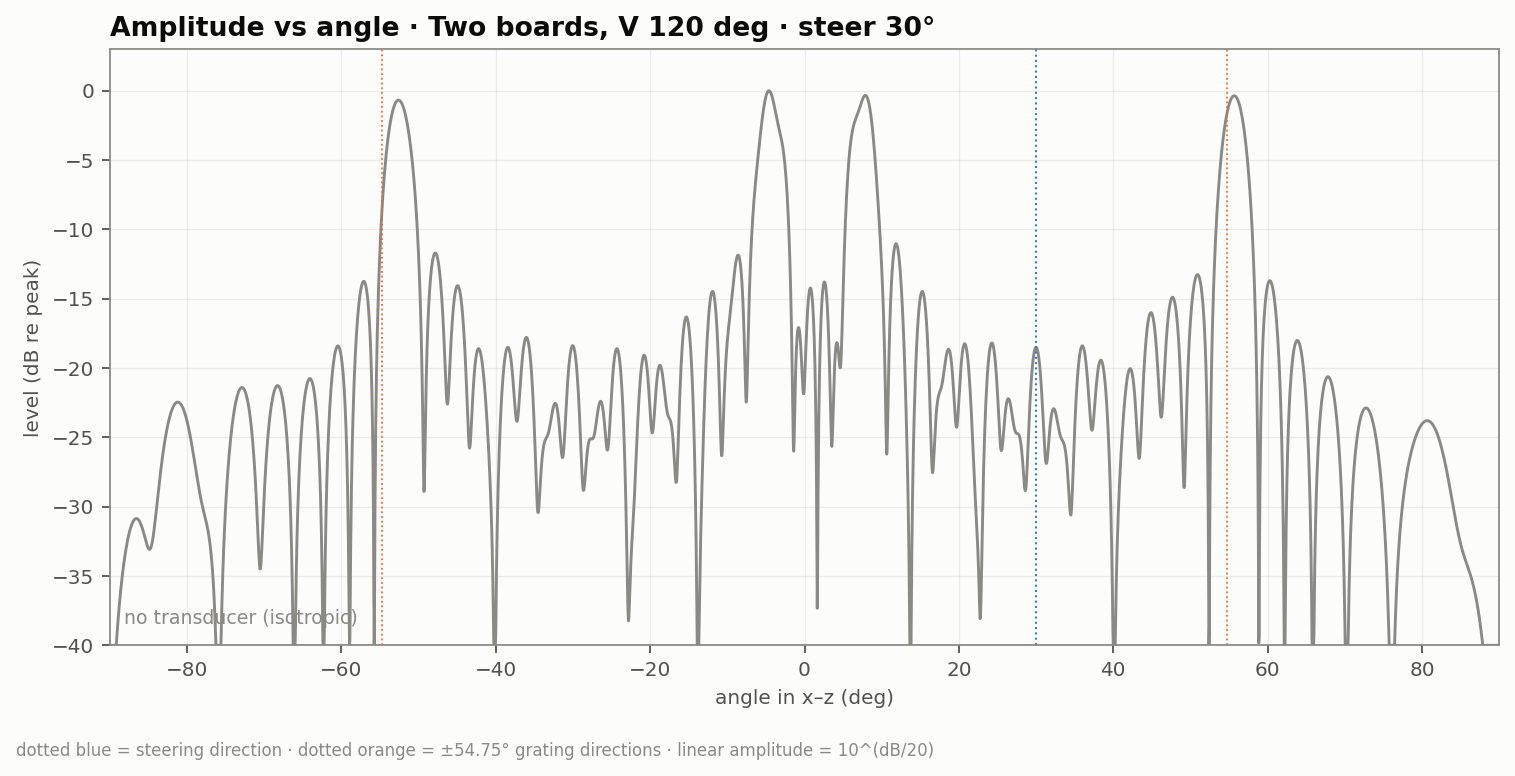 Amplitude vs angle · Two boards, V 120 deg · steer 30°
level (dB re peak)
0
−5
−10
−15
−20
−25
−30
−35
−40
no transducer (isotropic)
−80 −60 −40 −20 0 20 40 60 80
angle in x–z (deg)
dotted blue = steering direction · dotted orange = ±54.75° grating directions · linear amplitude = 10^(dB/20)